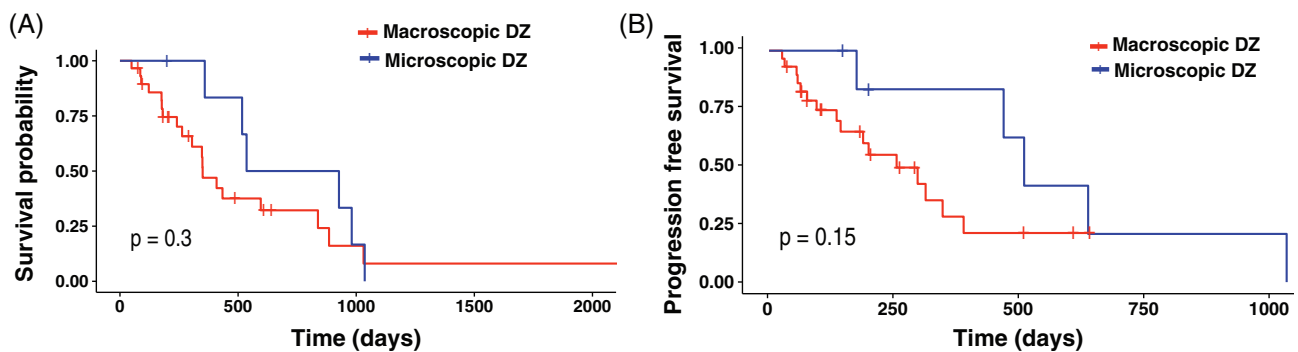 (A)
Survival probability
1.00
0.75
0.50
0.25
0.00
Macroscopic DZ
Microscopic DZ
p = 0.3
0 500 1000 1500 2000
Time (days)
(B)
Progression free survival
1.00
0.75
0.50
0.25
0.00
Macroscopic DZ
Microscopic DZ
p = 0.15
0 250 500 750 1000
Time (days)